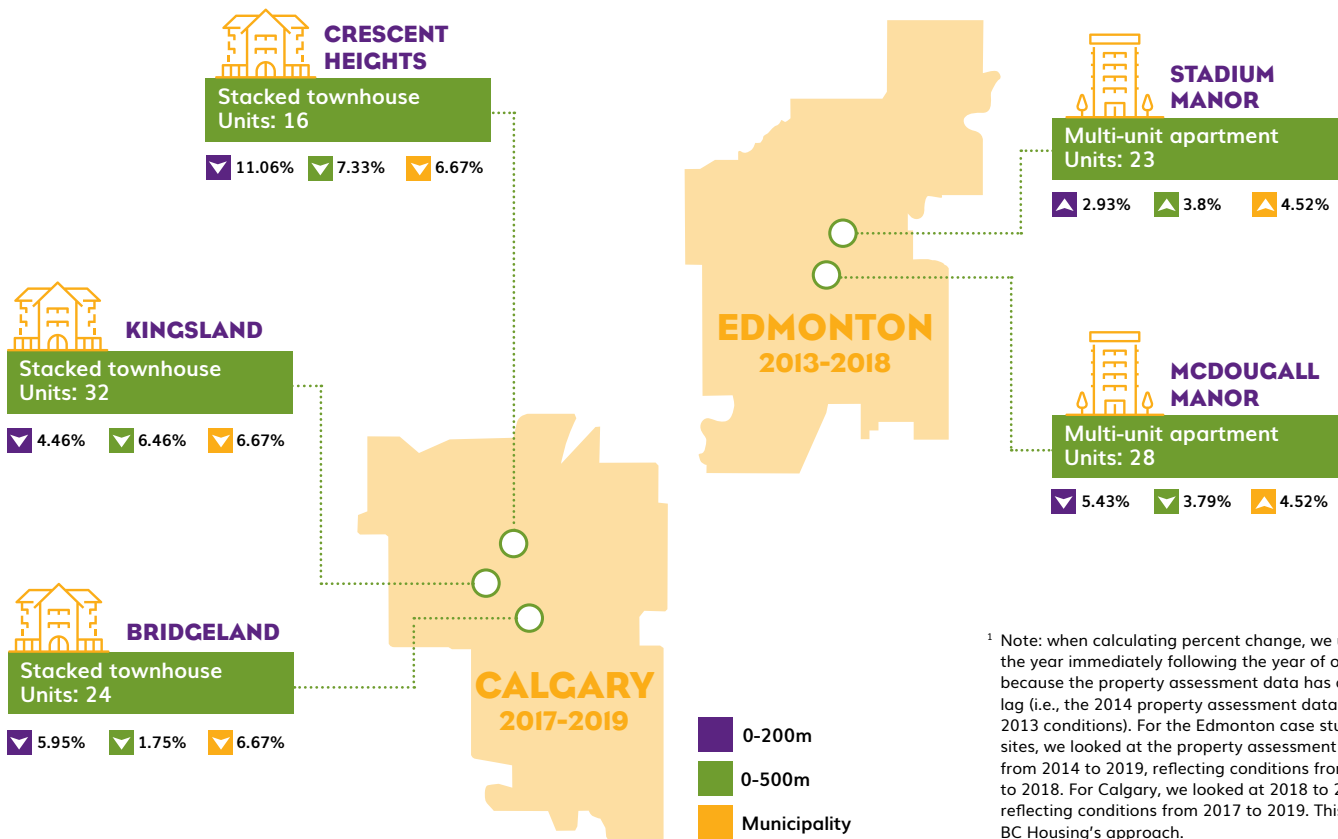 CRESCENT
HEIGHTS
Stacked townhouse
Units: 16
11.06% 7.33% 6.67%
KINGSLAND
Stacked townhouse
Units: 32
4.46% 6.46% 6.67%
BRIDGELAND
Stacked townhouse
Units: 24
5.95% 1.75% 6.67%
CALGARY
2017-2019
EDMONTON
2013-2018
STADIUM
MANOR
Multi-unit apartment
Units: 23
2.93% 3.8% 4.52%
MCDOUGALL
MANOR
Multi-unit apartment
Units: 28
5.43% 3.79% 4.52%
0-200m
0-500m
Municipality
1 Note: when calculating percent change, we
the year immediately following the year of
because the property assessment data has
lag (i.e., the 2014 property assessment data
2013 conditions). For the Edmonton case
sites, we looked at the property assessment
from 2014 to 2019, reflecting conditions
to 2018. For Calgary, we looked at 2018 to
reflecting conditions from 2017 to 2019.
BC Housing's approach.